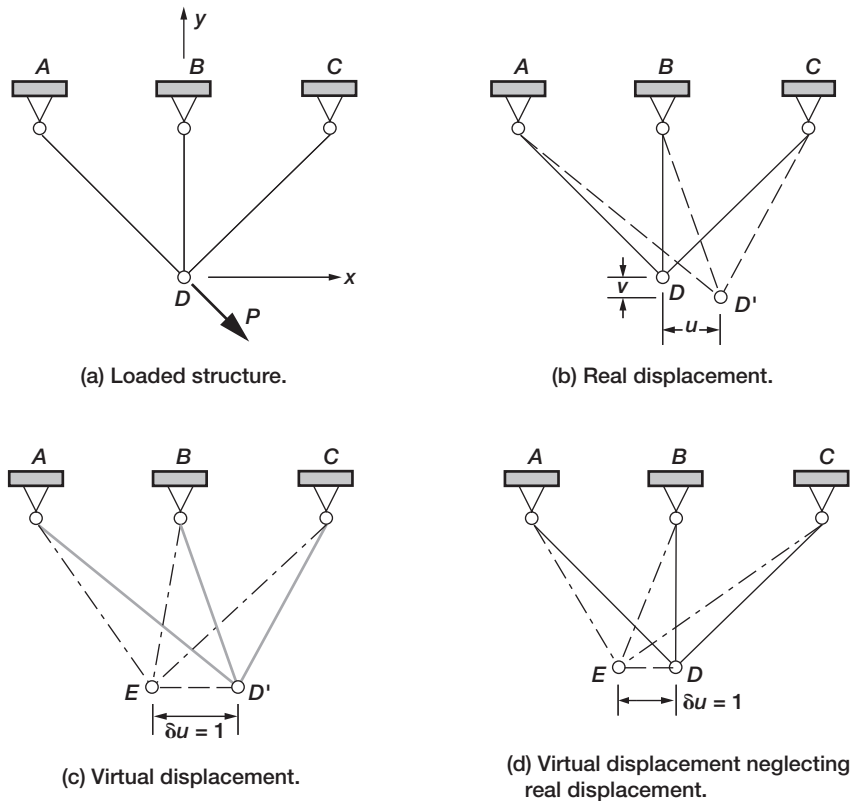 y
A B C
x
D
P
(a) Loaded structure.
A B C
v
D
D'
u
(b) Real displacement.
A B C
E D'
δu = 1
(c) Virtual displacement.
A B C
E D
δu = 1
(d) Virtual displacement neglecting
real displacement.